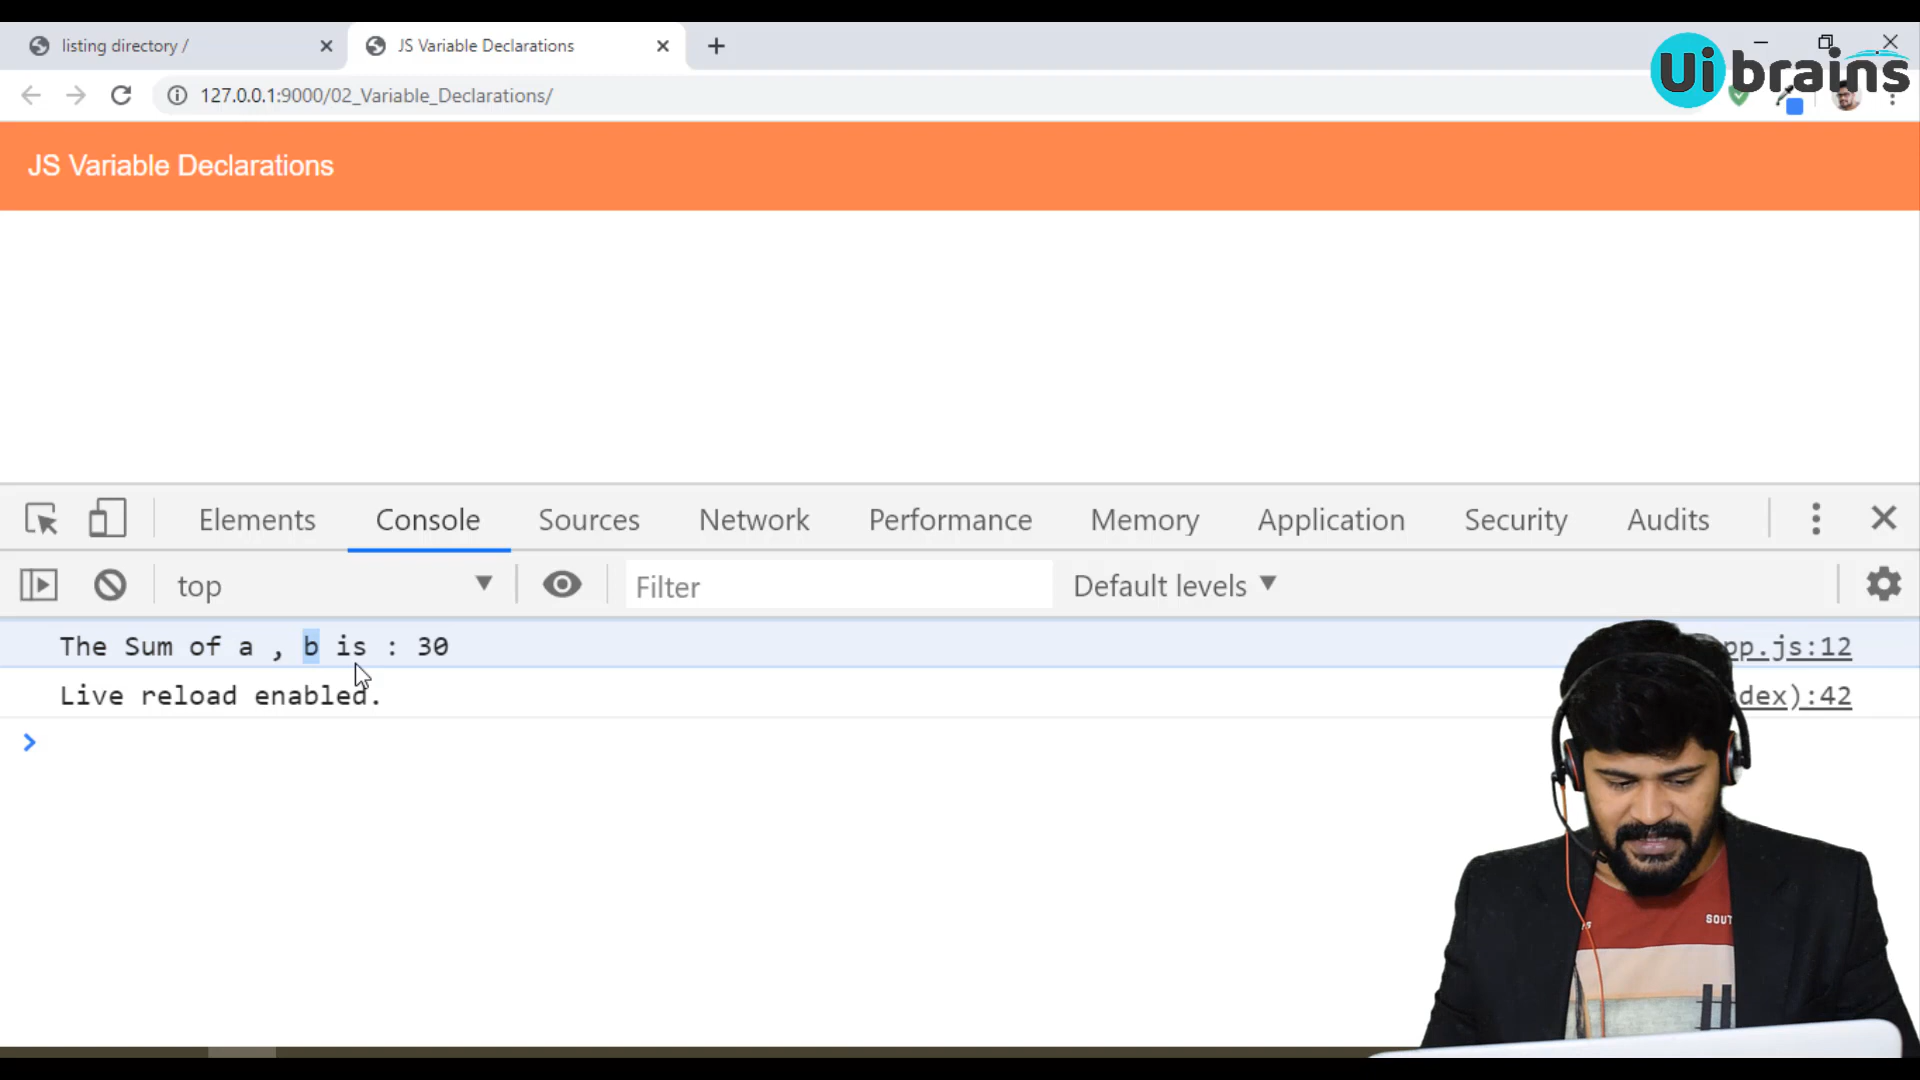 listing directory /
JS Variable Declarations
Ui brains
127.0.0.1:9000/02_Variable_Declarations/
JS Variable Declarations
Elements Console Sources Network Performance Memory Application Security Audits
top Filter Default levels
The Sum of a , b is : 30 pp.js:12
Live reload enabled. dex):42
SOUT